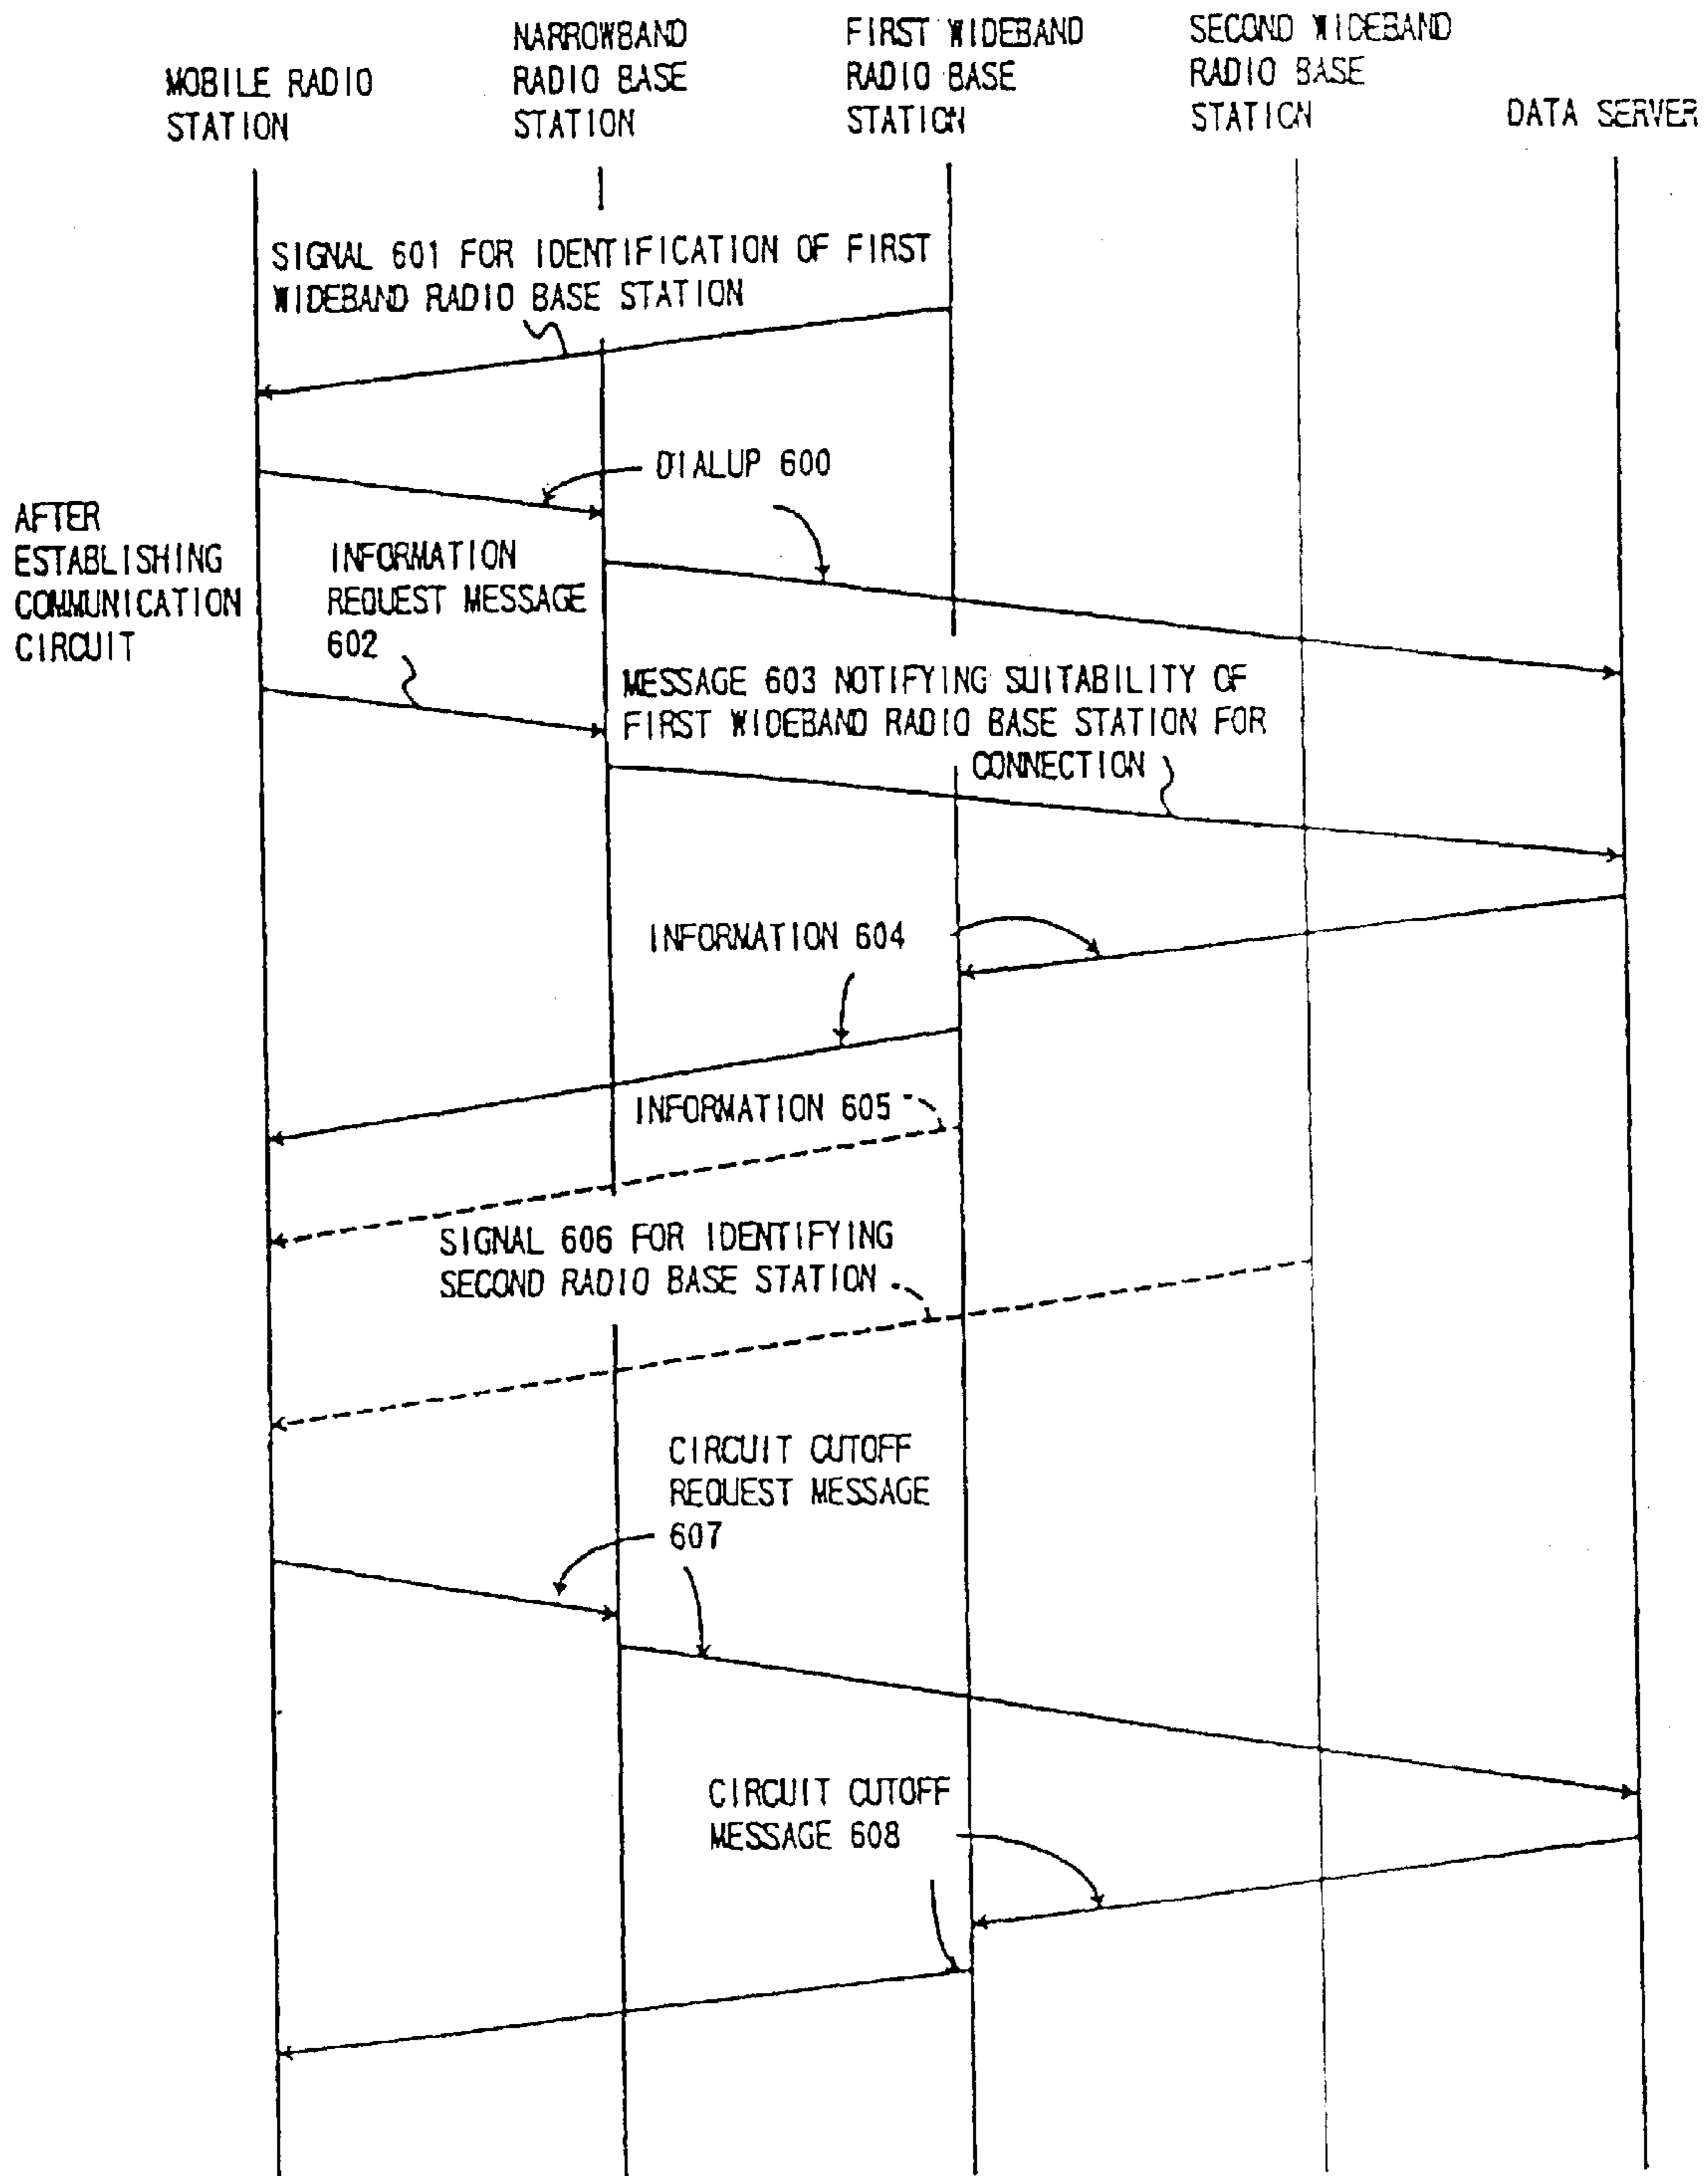 MOBILE RADIO
STATION
NARROWBAND
RADIO BASE
STATION
FIRST WIDEBAND
RADIO BASE
STATION
SECOND WIDEBAND
RADIO BASE
STATION
DATA SERVER
SIGNAL 601 FOR IDENTIFICATION OF FIRST
WIDEBAND RADIO BASE STATION
DIALUP 600
AFTER
ESTABLISHING
COMMUNICATION
CIRCUIT
INFORMATION
REQUEST MESSAGE
602
MESSAGE 603 NOTIFYING SUITABILITY OF
FIRST WIDEBAND RADIO BASE STATION FOR
CONNECTION
INFORMATION 604
INFORMATION 605
SIGNAL 606 FOR IDENTIFYING
SECOND RADIO BASE STATION
CIRCUIT CUTOFF
REQUEST MESSAGE
607
CIRCUIT CUTOFF
MESSAGE 608